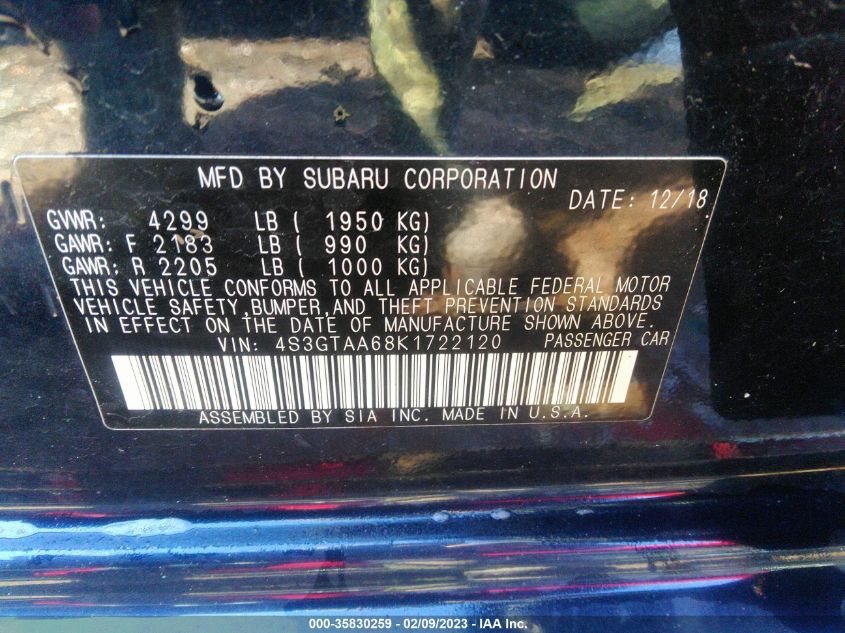 MFD BY SUBARU CORPORATION
DATE: 12/18
GVWR: 4299 LB ( 1950 KG)
GAWR: F 2183 LB ( 990 KG)
GAWR: R 2205 LB ( 1000 KG)
THIS VEHICLE CONFORMS TO ALL APPLICABLE FEDERAL MOTOR
VEHICLE SAFETY,BUMPER,AND THEFT PREVENTION STANDARDS
IN EFFECT ON THE DATE OF MANUFACTURE SHOWN ABOVE.
VIN: 4S3GTAA68K1722120 PASSENGER CAR
ASSEMBLED BY SIA INC. MADE IN U.S.A.
000-35830259 - 02/09/2023 - IAA Inc.